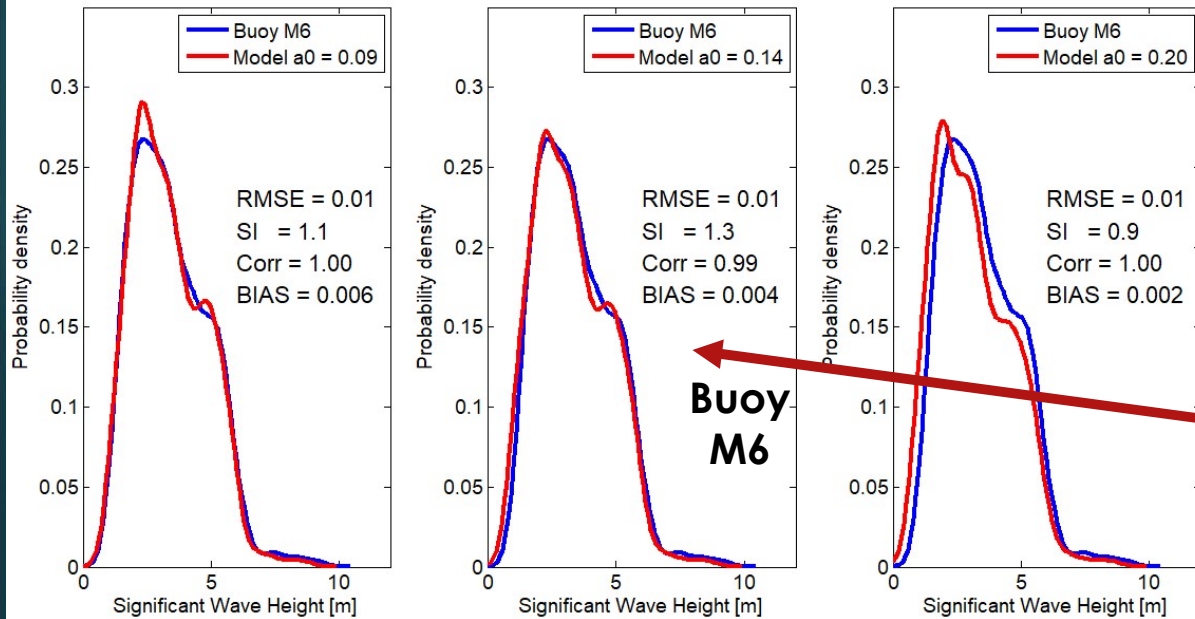 Buoy M6
Model a0 = 0.09
0.3
0.25
0.2
0.15
0.1
0.05
0
Probability density
RMSE = 0.01
SI = 1.1
Corr = 1.00
BIAS = 0.006
0
5
10
Significant Wave Height [m]
Buoy M6
Model a0 = 0.14
0.3
0.25
0.2
0.15
0.1
0.05
0
Probability density
RMSE = 0.01
SI = 1.3
Corr = 0.99
BIAS = 0.004
Buoy
M6
0
5
10
Significant Wave Height [m]
Buoy M6
Model a0 = 0.20
0.3
0.25
0.2
0.15
0.1
0.05
0
Probability density
RMSE = 0.01
SI = 0.9
Corr = 1.00
BIAS = 0.002
0
5
10
Significant Wave Height [m]